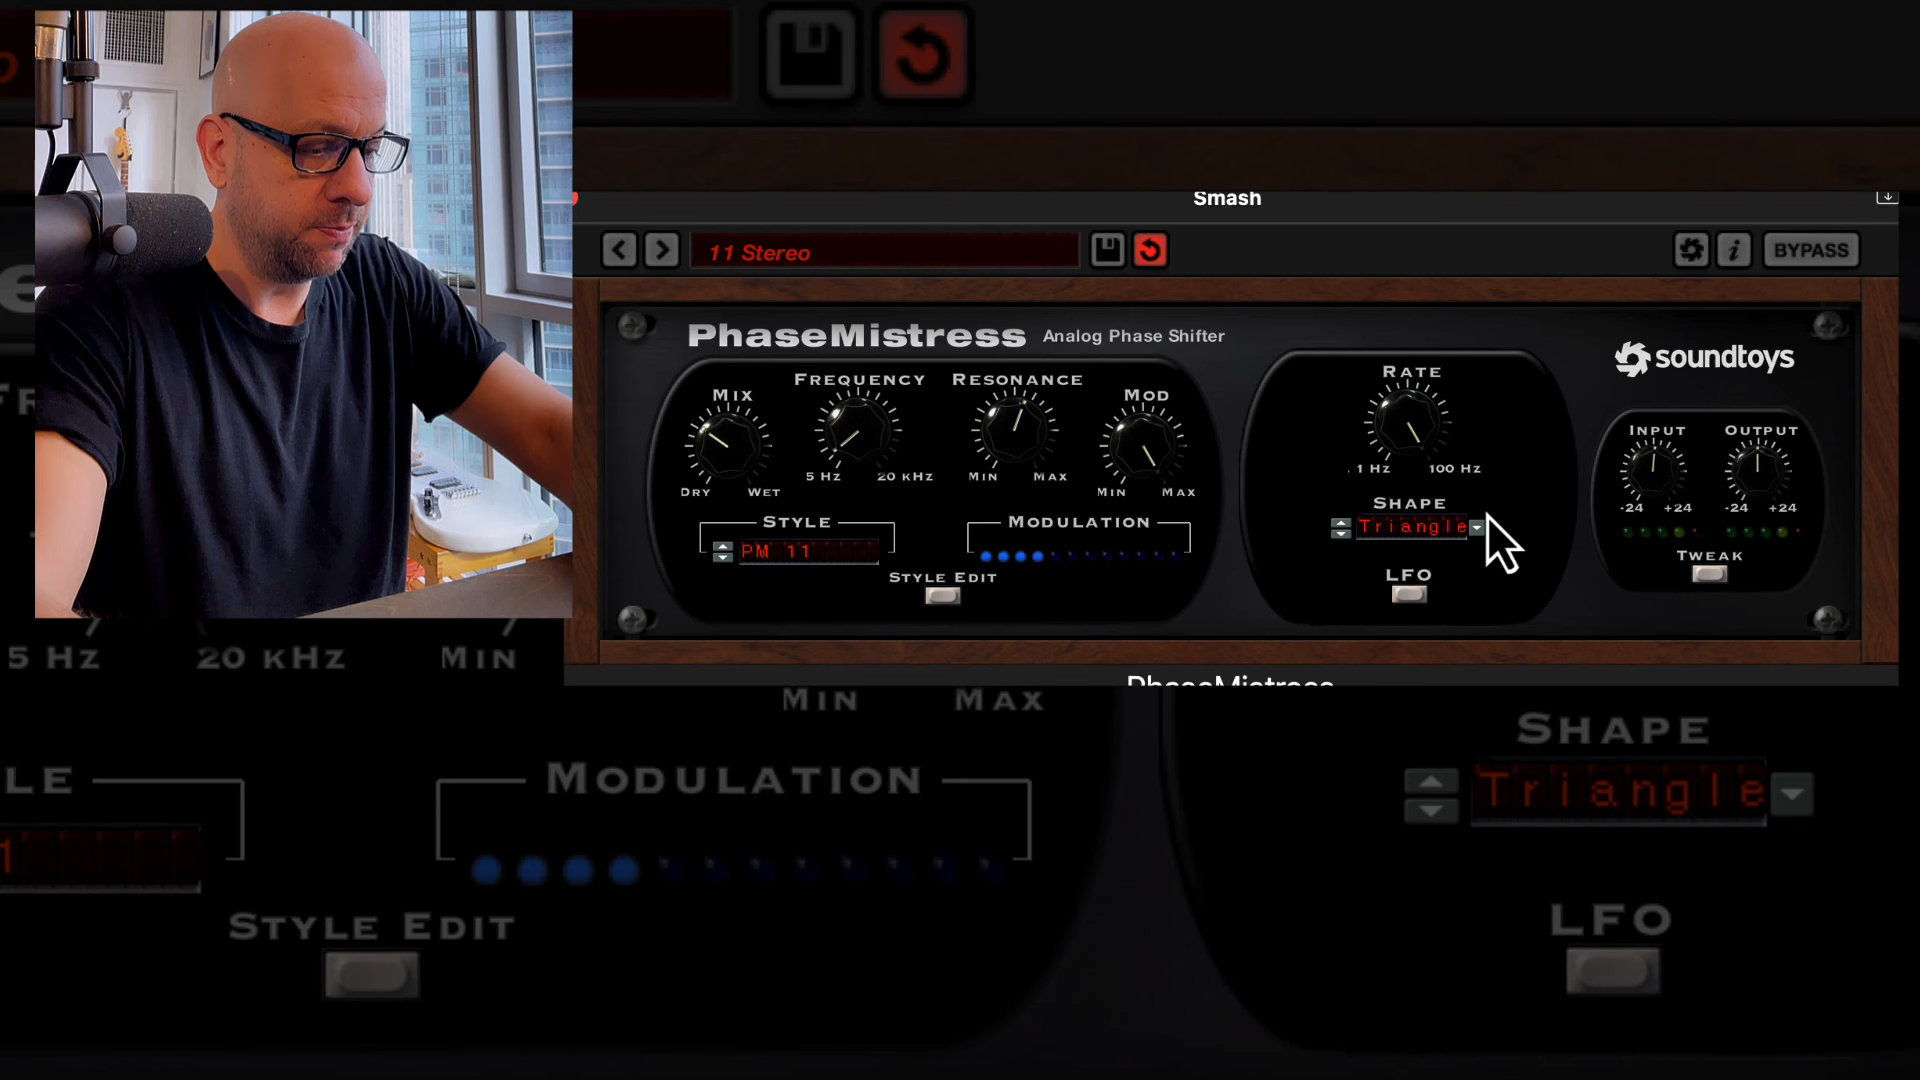 Smash
11 Stereo
i
BYPASS
PhaseMistress Analog Phase Shifter
soundtoys
MIX
FREQUENCY
RESONANCE
MOD
DRY WET
5 Hz 20 kHz
MIN MAX
MIN MAX
STYLE
PM 11
MODULATION
STYLE EDIT
RATE
.1 Hz 100 Hz
SHAPE
Triangle
LFO
INPUT OUTPUT
-24 +24 -24 +24
TWEAK
PhaseMistress
5 Hz 20 kHz MIN
MIN MAX
SHAPE
Triangle
LE
MODULATION
1
STYLE EDIT
LFO